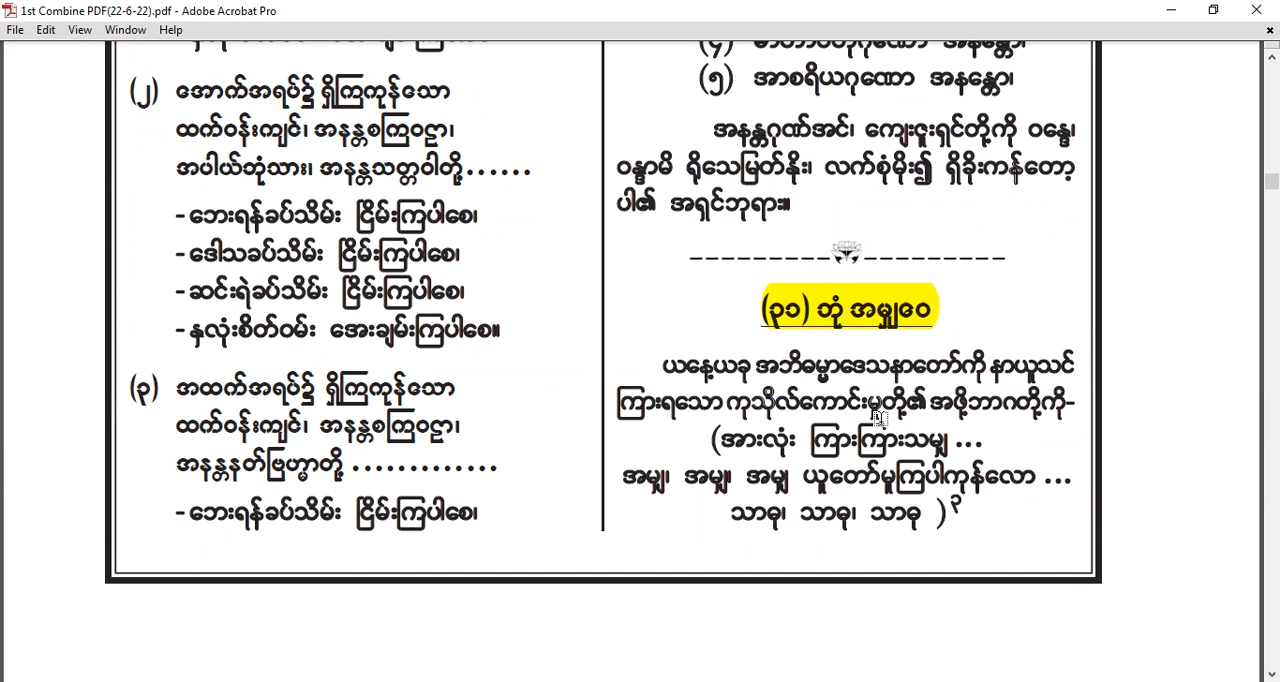 1st Combine PDF(22-6-22).pdf - Adobe Acrobat Pro
File Edit View Window Help
(၂) အောက်အရပ်၌ ရှိကြကုန်သော
ထက်ဝန်းကျင်၊ အနန္တစကြဝဠာ၊
အပါယ်ဘုံသား၊ အနန္တသတ္တဝါတို့......
- ဘေးရန်ခပ်သိမ်း ငြိမ်းကြပါစေ၊
- ဒေါသခပ်သိမ်း ငြိမ်းကြပါစေ၊
- ဆင်းရဲခပ်သိမ်း ငြိမ်းကြပါစေ၊
- နှလုံးစိတ်ဝမ်း အေးချမ်းကြပါစေ။
(၃) အထက်အရပ်၌ ရှိကြကုန်သော
ထက်ဝန်းကျင်၊ အနန္တစကြဝဠာ၊
အနန္တနတ်ဗြဟ္မာတို့ .............
- ဘေးရန်ခပ်သိမ်း ငြိမ်းကြပါစေ၊
(၅) အာစရိယဂုဏော အနန္တော၊
အနန္တဂုဏ်အင်၊ ကျေးဇူးရှင်တို့ကို ဝန္ဒေ၊
ဝန္ဒာမိ ရိုသေမြတ်နိုး၊ လက်စုံမိုး၍ ရှိခိုးကန်တော့
ပါ၏ အရှင်ဘုရား။
(၃၁) ဘုံ အမျှဝေ
ယနေ့ယခု အဘိဓမ္မာဒေသနာတော်ကို နာယူသင်
ကြားရသော ကုသိုလ်ကောင်းမှုတို့၏ အဖို့ဘာဂတို့ကို-
(အားလုံး ကြားကြားသမျှ ...
အမျှ၊ အမျှ၊ အမျှ ယူတော်မူကြပါကုန်လော ...
သာဓု၊ သာဓု၊ သာဓု )၃